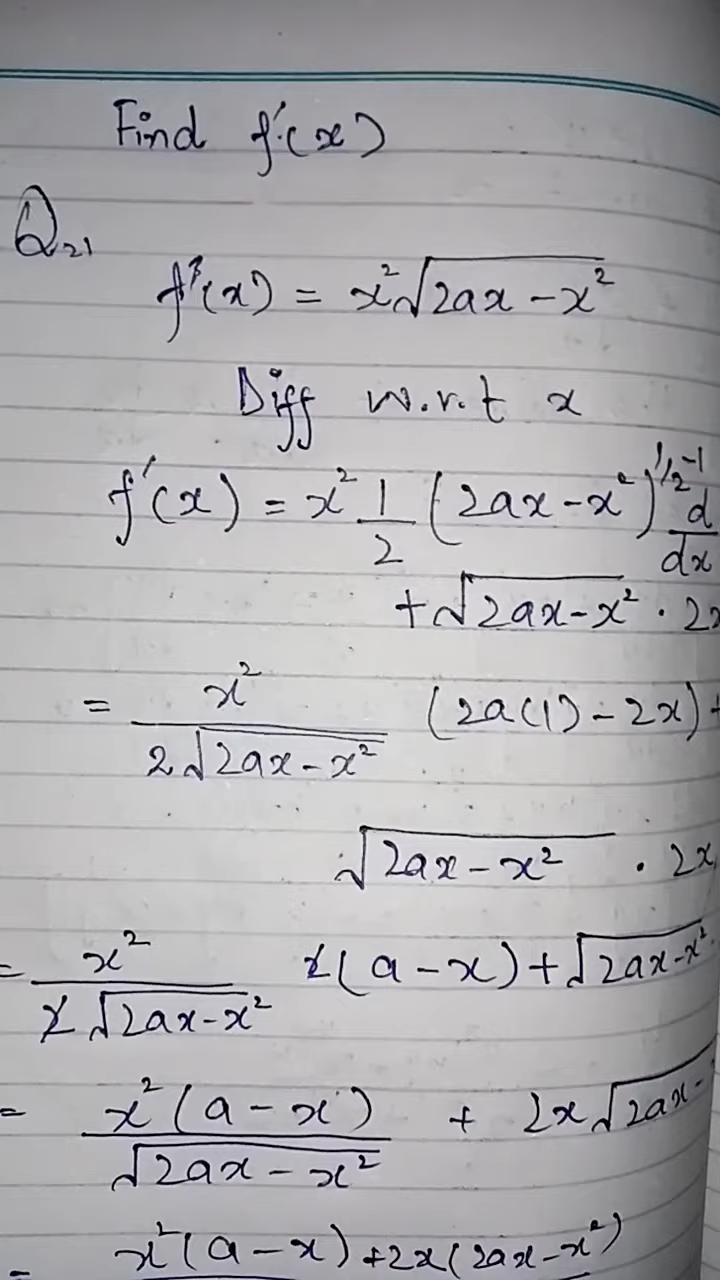 Find f'(x)
Q21
f'(x) = x²√(2ax-x²)
Diff w.r.t x
f'(x) = x² 1/2 (2ax-x²)^(1/2-1) d/dx
+√(2ax-x²) · 2x
= x²/(2√(2ax-x²)) (2a(1)-2x)+
√(2ax-x²) · 2x
= x²/(2√(2ax-x²)) 2(a-x)+√(2ax-x²)
= x²(a-x)/√(2ax-x²) + 2x√(2ax-
= x²(a-x)+2x(2ax-x²)